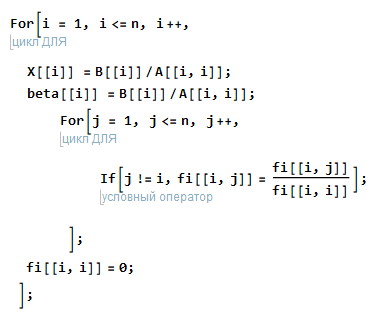 For[i = 1, i <= n, i++,
цикл ДЛЯ
X[[i]] = B[[i]] / A[[i, i]];
beta[[i]] = B[[i]] / A[[i, i]];
For[j = 1, j <= n, j++,
цикл ДЛЯ
If[j != i, fi[[i, j]] = fi[[i, j]] / fi[[i, i]]];
условный оператор
];
fi[[i, i]] = 0;
];